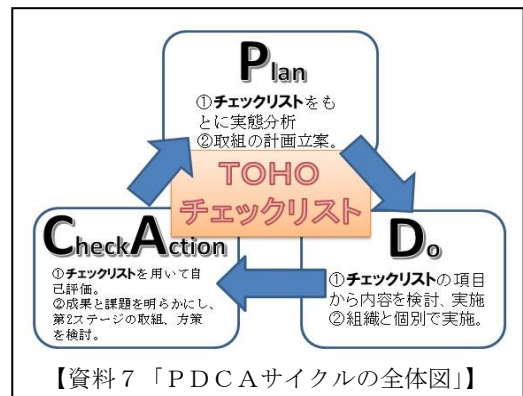 Plan
①チェックリストをも
とに実態分析
②取組の計画立案。
TOHO
チェックリスト
Do
①チェックリストの項目
から内容を検討、実施
②組織と個別で実施。
CheckAction
①チェックリストを用いて自
己評価。
②成果と課題を明らかにし、
第2ステージの取組、方策
を検討。
【資料7「PDCAサイクルの全体図」】